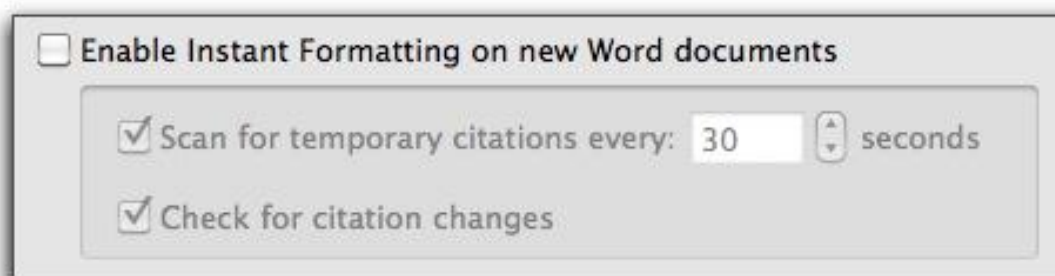 Enable Instant Formatting on new Word documents
Scan for temporary citations every: 30 seconds
Check for citation changes